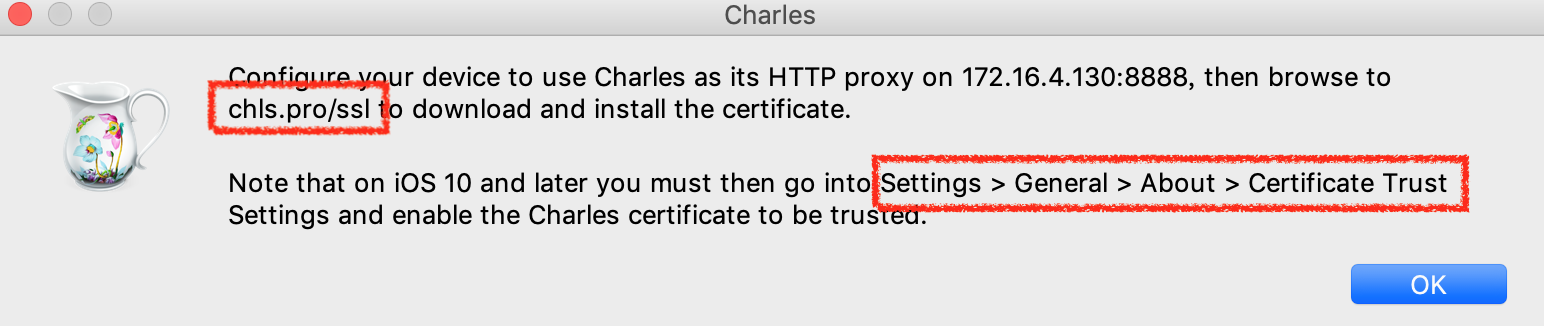 Charles
Configure your device to use Charles as its HTTP proxy on 172.16.4.130:8888, then browse to
chls.pro/ssl to download and install the certificate.
Note that on iOS 10 and later you must then go into Settings > General > About > Certificate Trust
Settings and enable the Charles certificate to be trusted.
OK